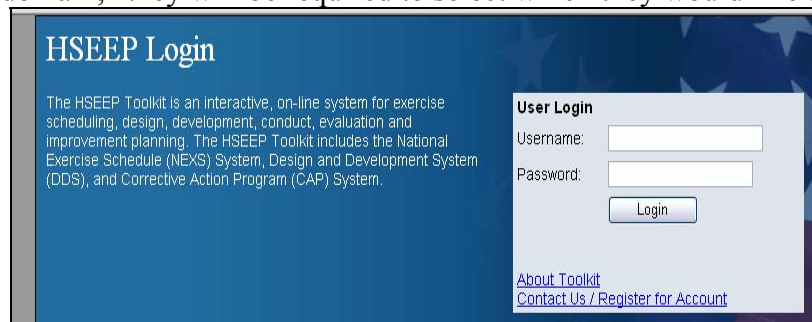 HSEEP Login
The HSEEP Toolkit is an interactive, on-line system for exercise
scheduling, design, development, conduct, evaluation and
improvement planning. The HSEEP Toolkit includes the National
Exercise Schedule (NEXS) System, Design and Development System
(DDS), and Corrective Action Program (CAP) System.
User Login
Username:
Password:
Login
About Toolkit
Contact Us / Register for Account